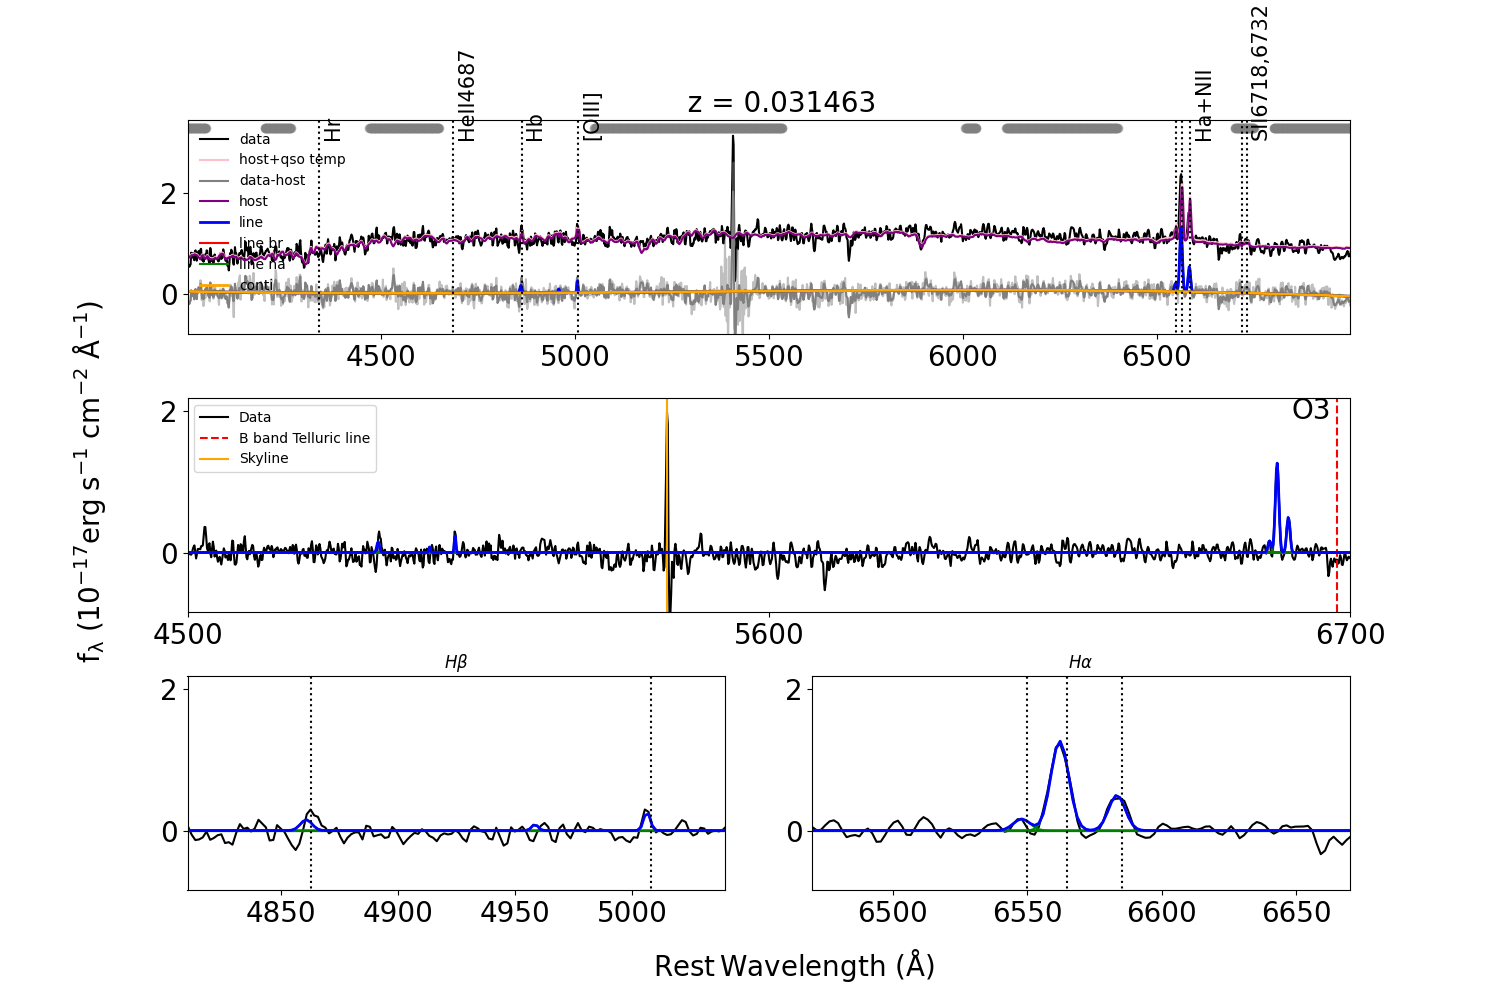 z = 0.031463
Hr
HeII4687
Hb
[OIII]
Ha+NII
SII6718,6732
data
host+qso temp
data-host
host
line
line br
line na
conti
2
0
4500 5000 5500 6000 6500
Data
B band Telluric line
Skyline
O3
2
0
4500 5600 6700
fλ (10⁻¹⁷erg s⁻¹ cm⁻² Å⁻¹)
Hβ
2
0
4850 4900 4950 5000
Hα
2
0
6500 6550 6600 6650
Rest Wavelength (Å)